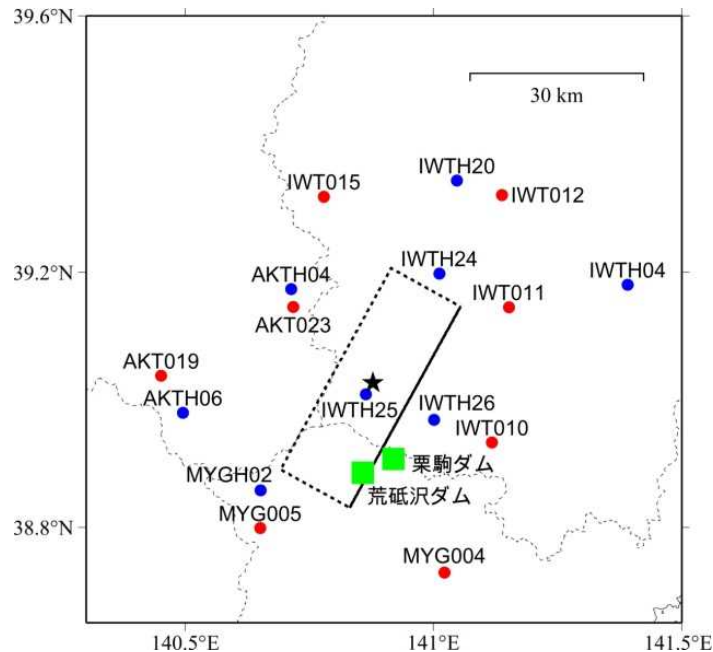 39.6°N
30 km
IWTH20
IWT015
IWT012
IWTH24
39.2°N
AKTH04
IWTH04
IWT011
AKT023
AKT019
IWTH25
AKTH06
IWTH26
IWT010
栗駒ダム
MYGH02
荒砥沢ダム
MYG005
38.8°N
MYG004
140.5°E
141°E
141.5°E